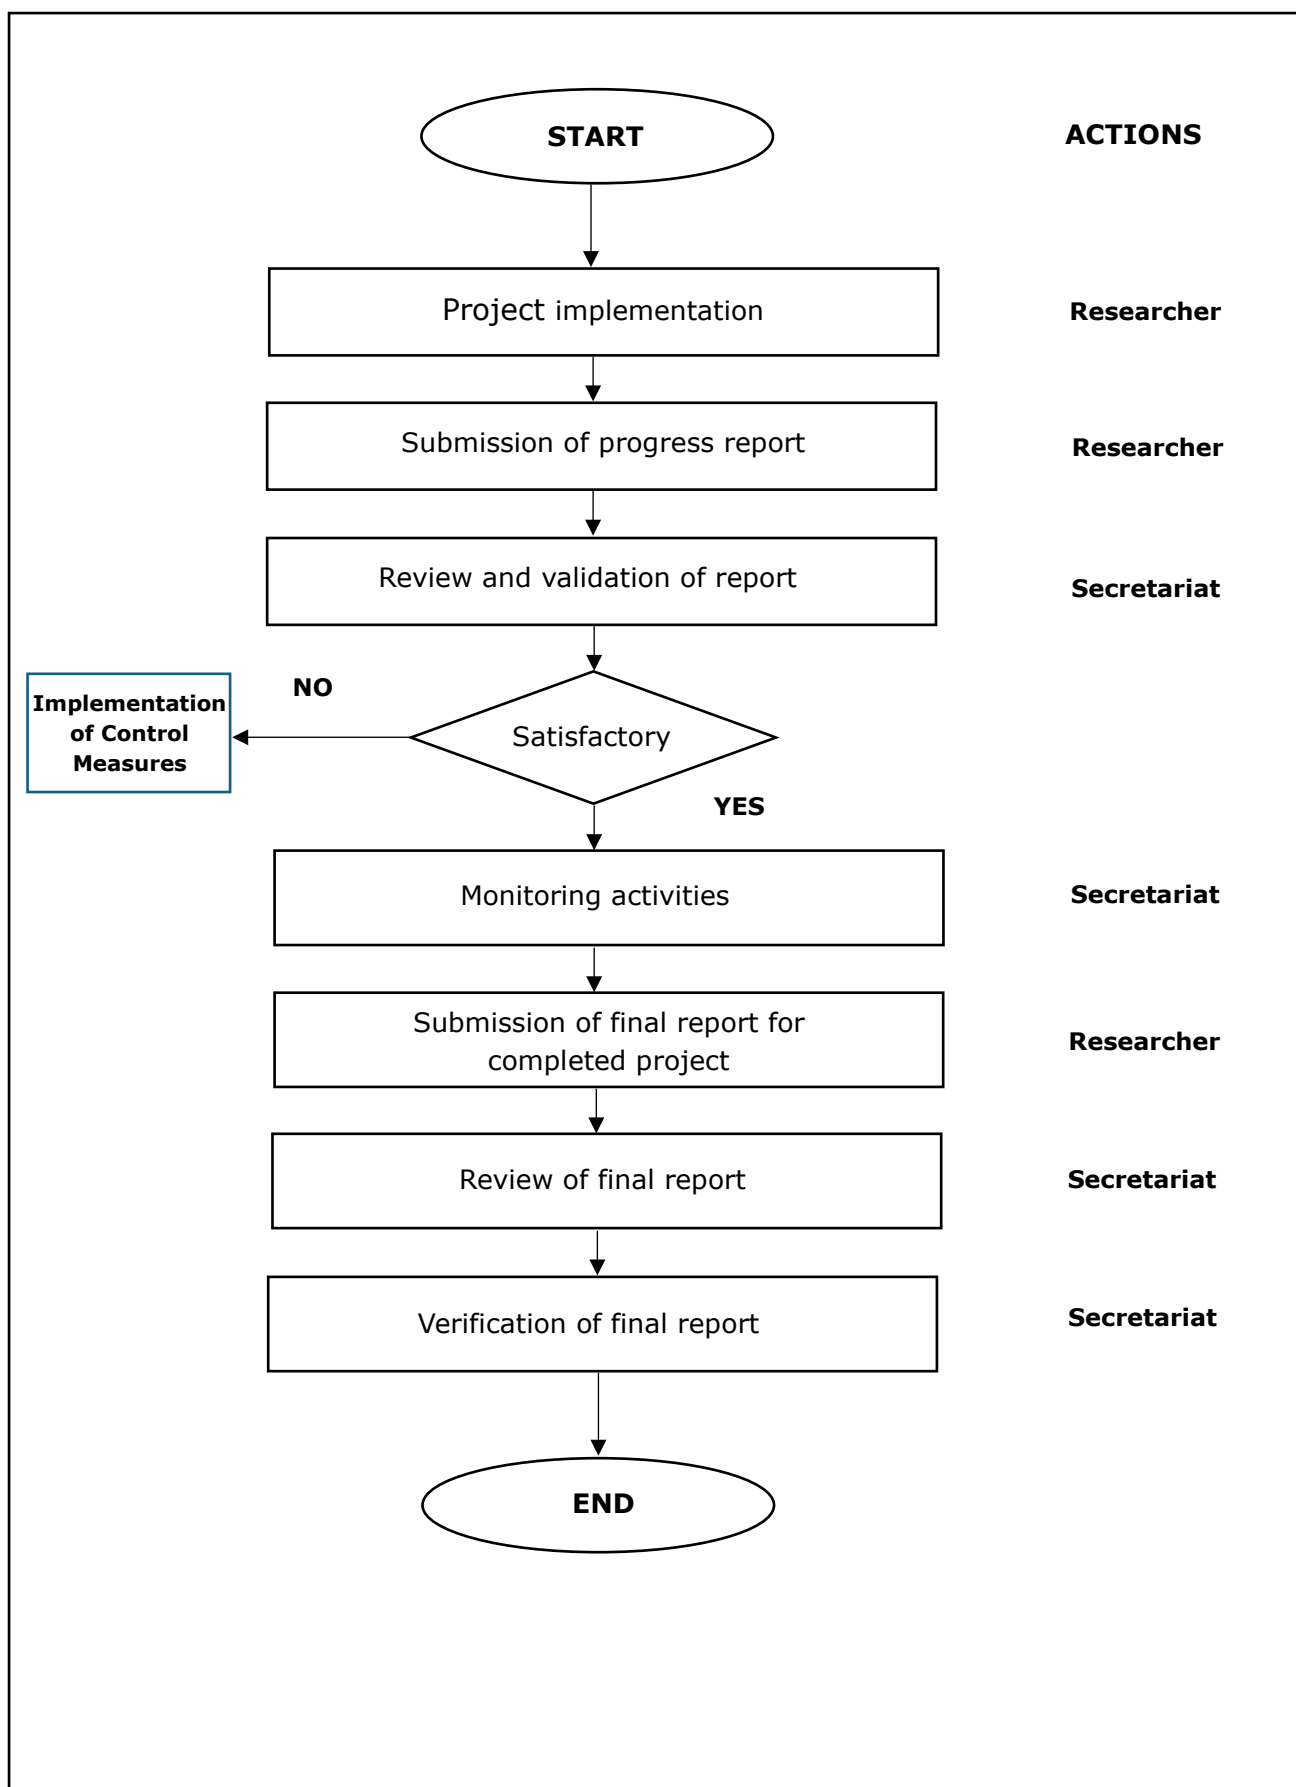 START
ACTIONS
Project implementation
Researcher
Submission of progress report
Researcher
Review and validation of report
Secretariat
NO
Implementation
of Control
Measures
Satisfactory
YES
Monitoring activities
Secretariat
Submission of final report for
completed project
Researcher
Review of final report
Secretariat
Verification of final report
Secretariat
END